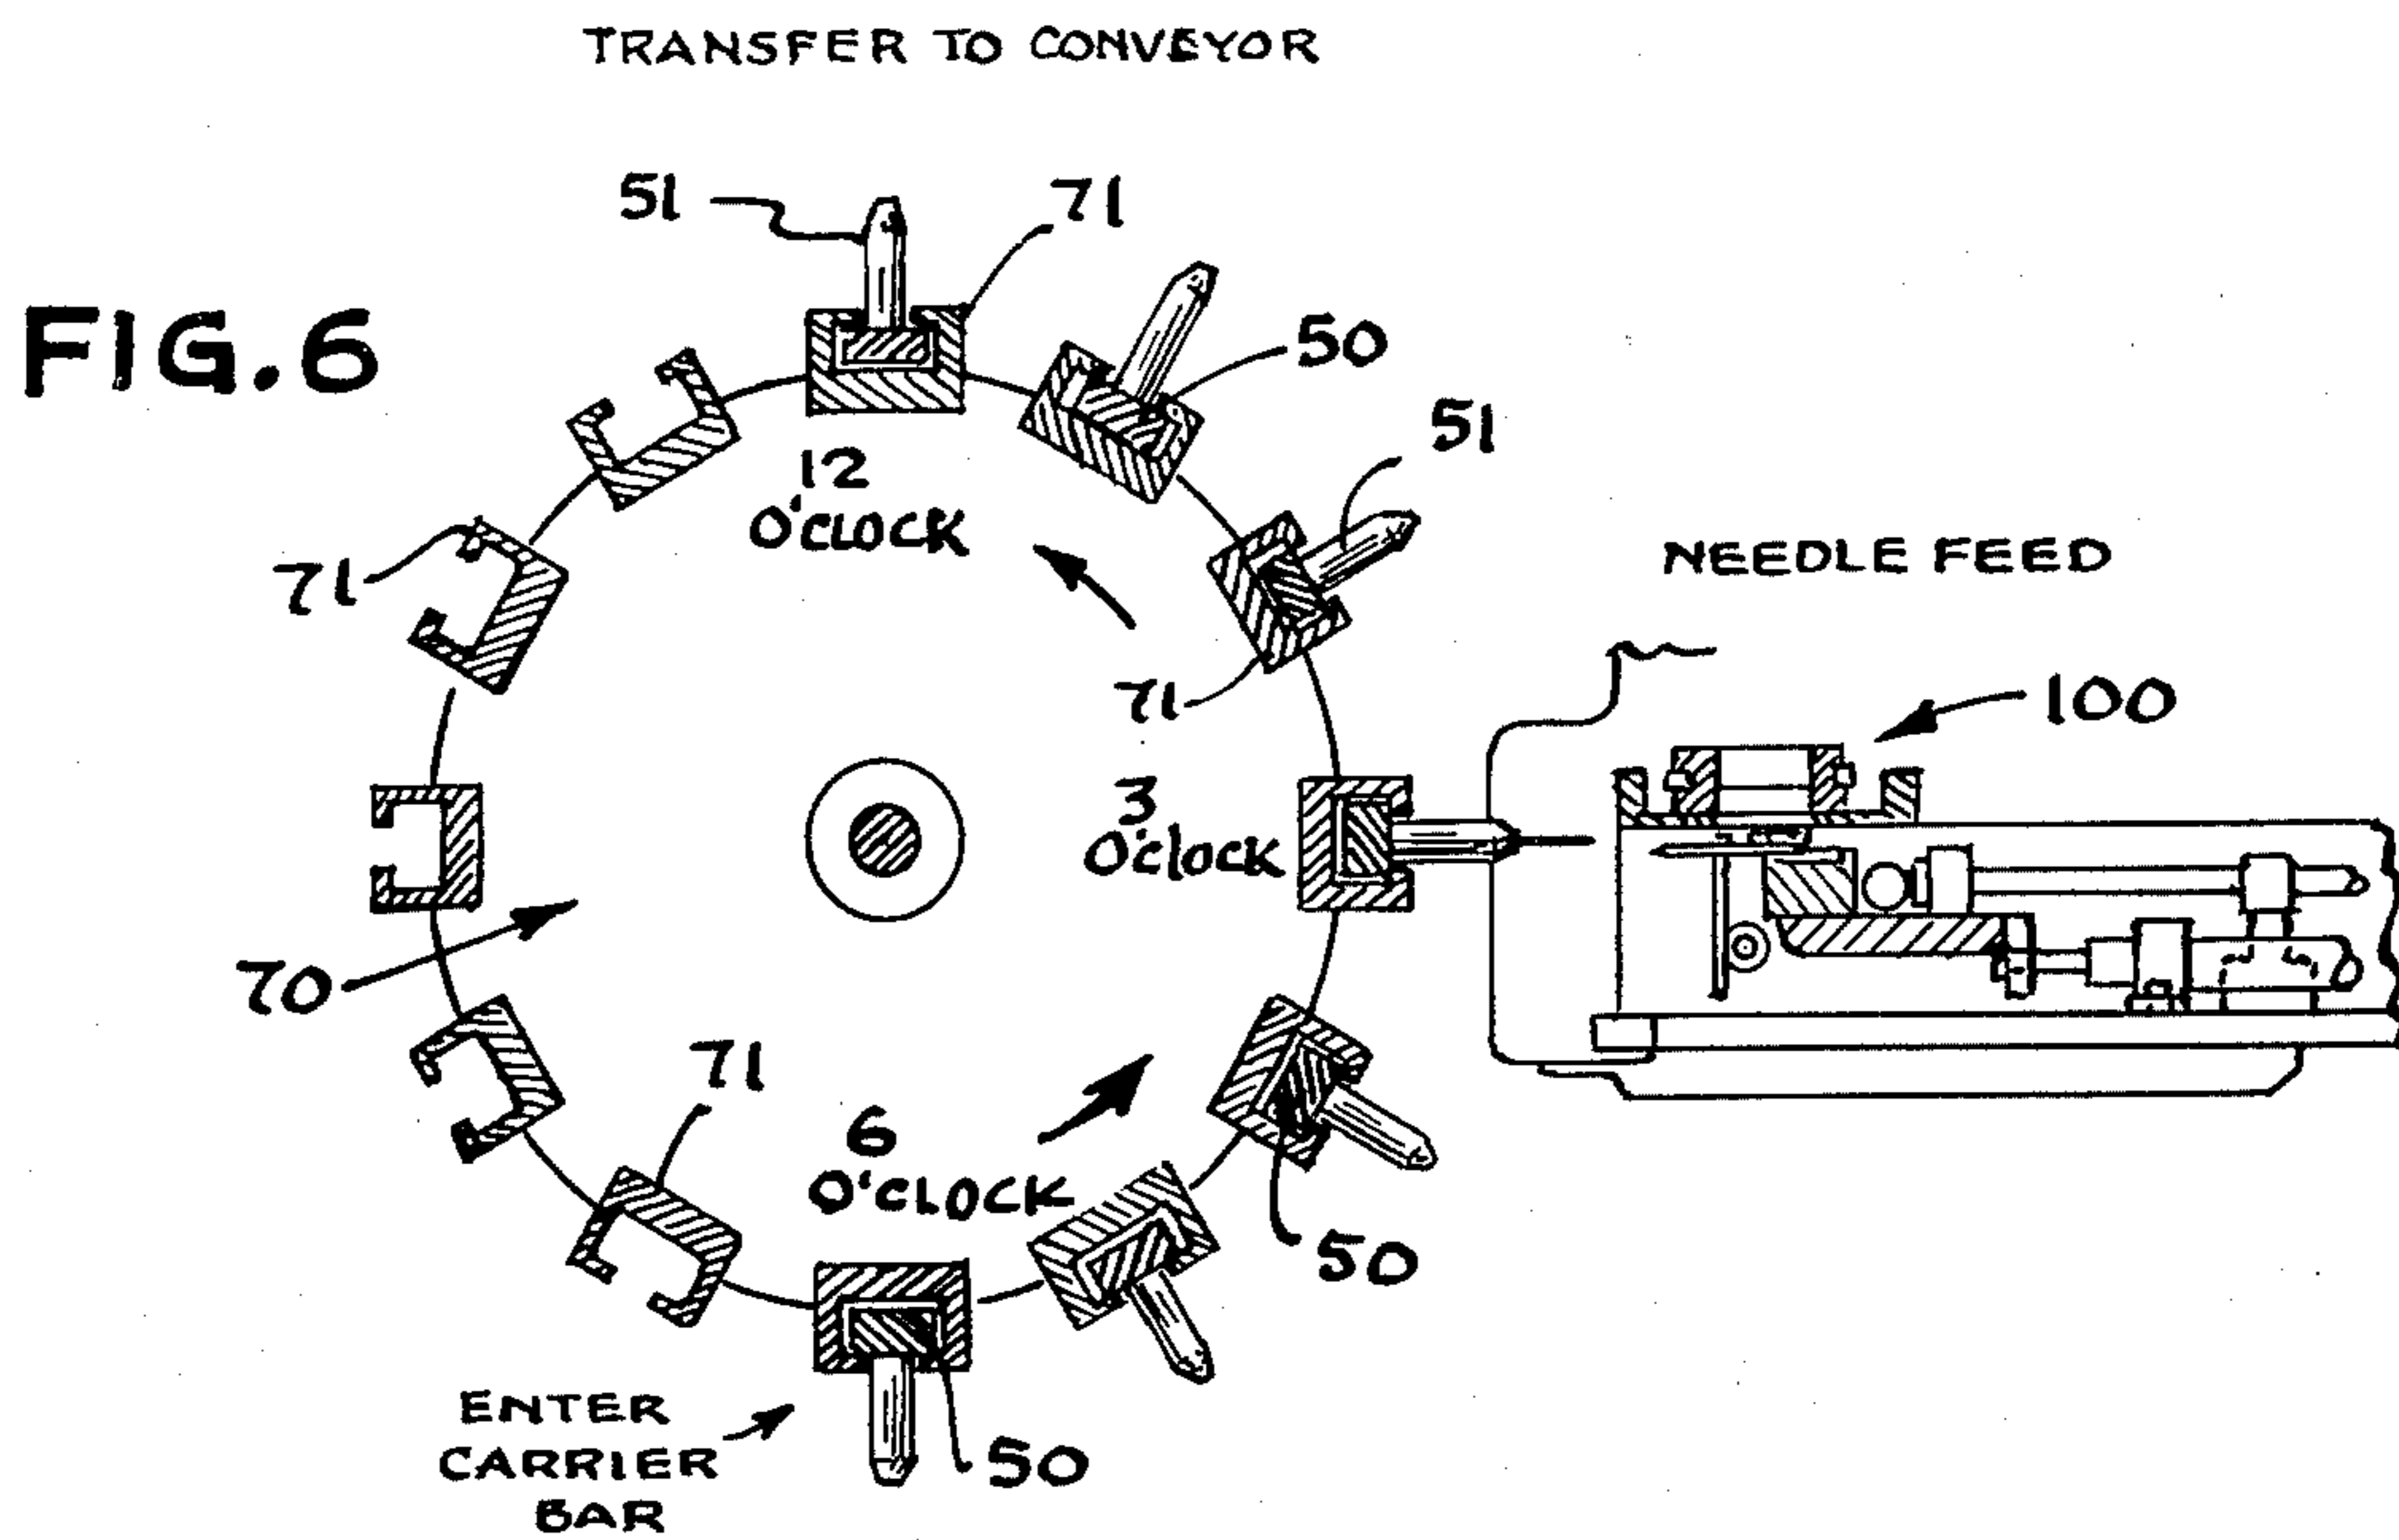 TRANSFER TO CONVEYOR
51
71
FIG.6
50
51
12
O'CLOCK
NEEDLE FEED
71
71
100
3
O'clock
70
71
6
O'CLOCK
50
ENTER
CARRIER
BAR
50